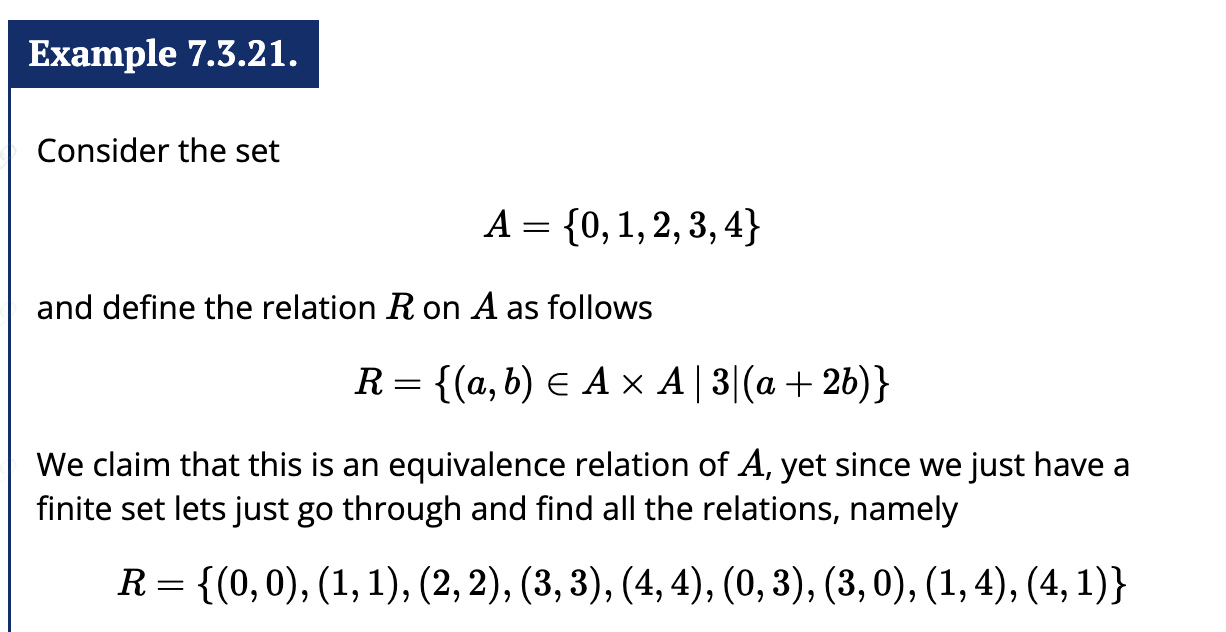 Example 7.3.21.
Consider the set
A = {0, 1, 2, 3, 4}
and define the relation R on A as follows
R = {(a, b) ∈ A × A | 3|(a + 2b)}
We claim that this is an equivalence relation of A, yet since we just have a
finite set lets just go through and find all the relations, namely
R = {(0, 0), (1, 1), (2, 2), (3, 3), (4, 4), (0, 3), (3, 0), (1, 4), (4, 1)}